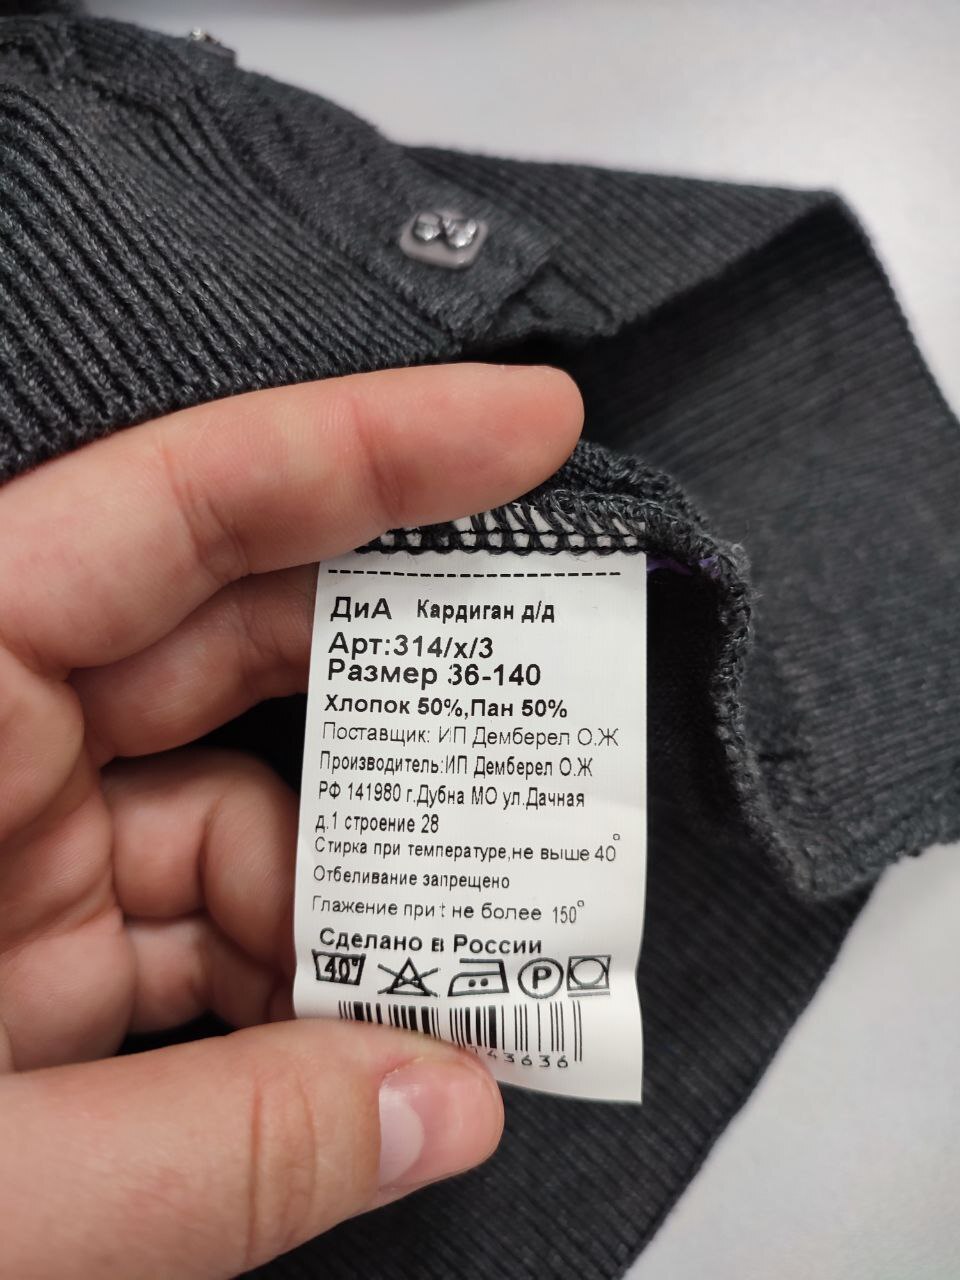 ДиА Кардиган д/д
Арт:314/х/3
Размер 36-140
Хлопок 50%,Пан 50%
Поставщик: ИП Демберел О.Ж
Производитель:ИП Демберел О.Ж
РФ 141980 г.Дубна МО ул.Дачная
д.1 строение 28
Стирка при температуре,не выше 40°
Отбеливание запрещено
Глажение при t не более 150°
Сделано в России
40° P
43636